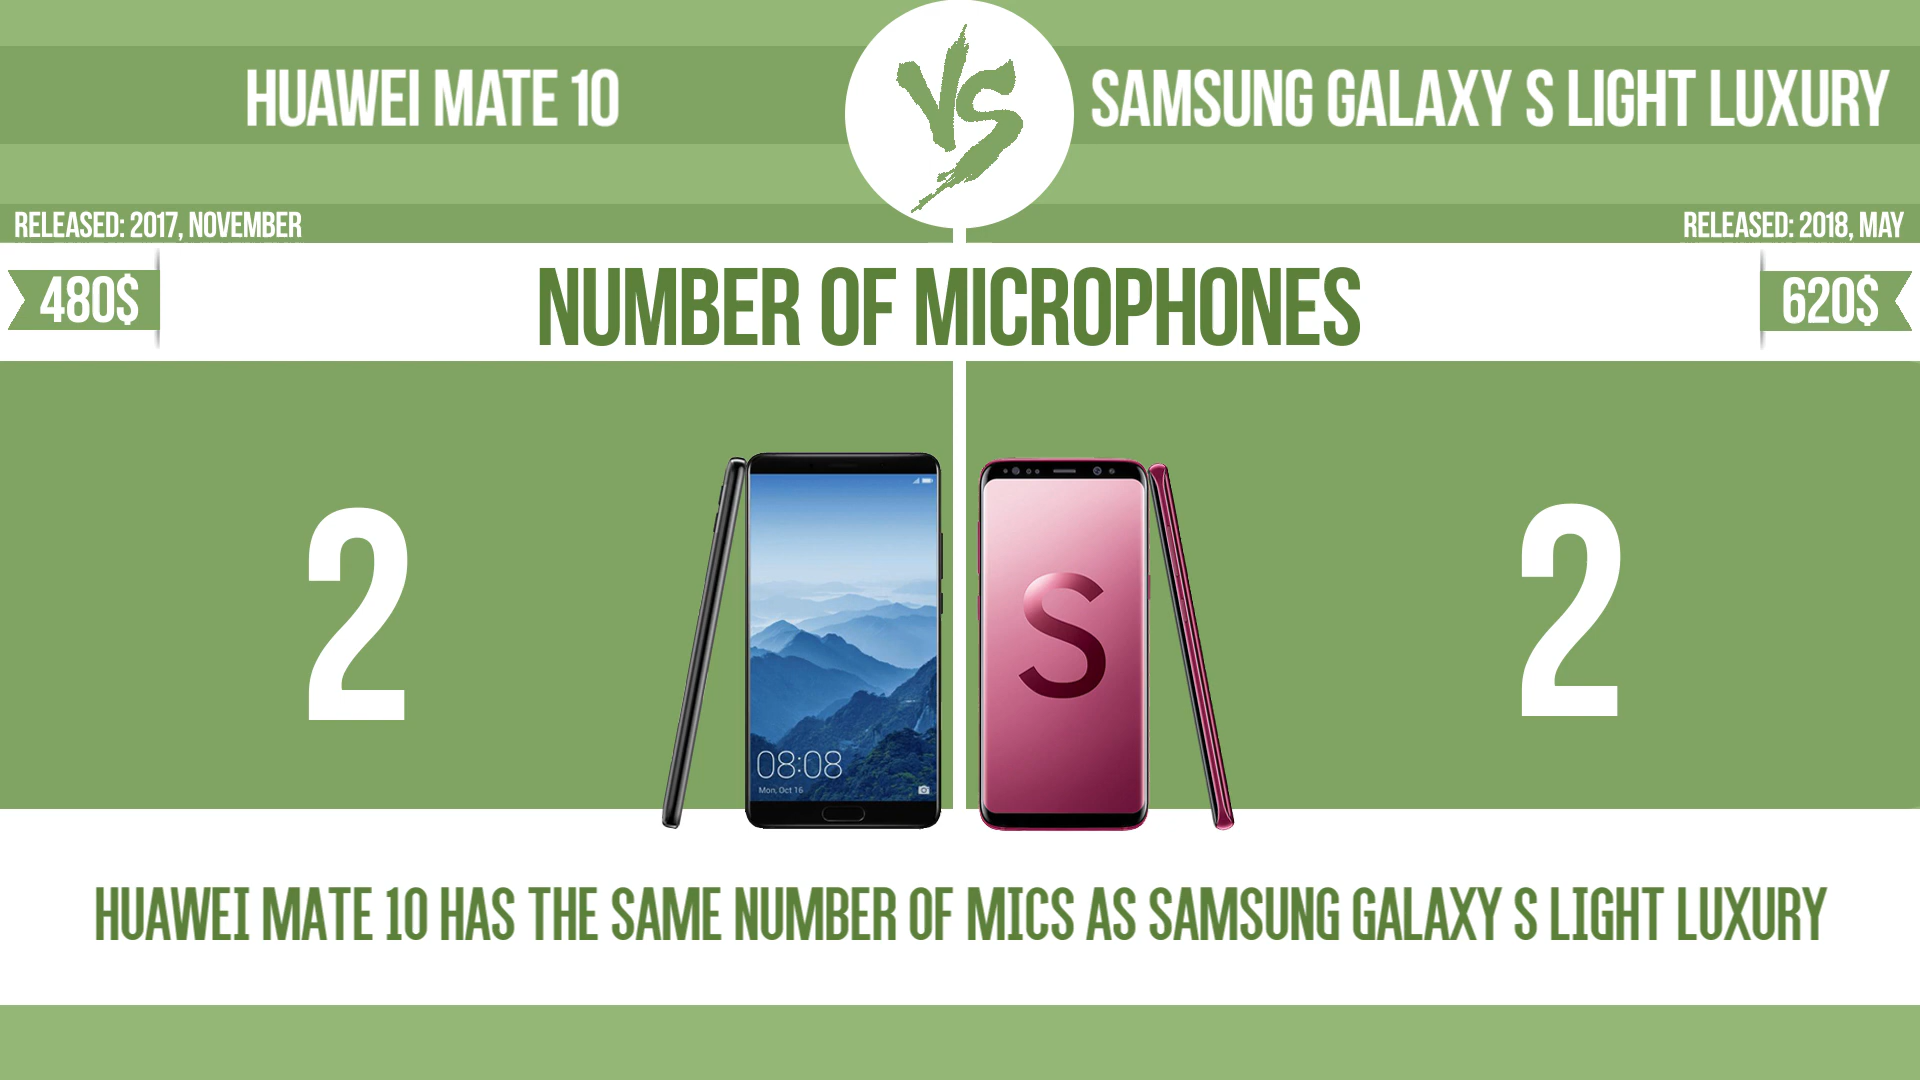 HUAWEI MATE 10
VS
SAMSUNG GALAXY S LIGHT LUXURY
RELEASED: 2017, NOVEMBER
RELEASED: 2018, MAY
480$
NUMBER OF MICROPHONES
620$
2
2
S
08:08
Mon, Oct 16
HUAWEI MATE 10 HAS THE SAME NUMBER OF MICS AS SAMSUNG GALAXY S LIGHT LUXURY